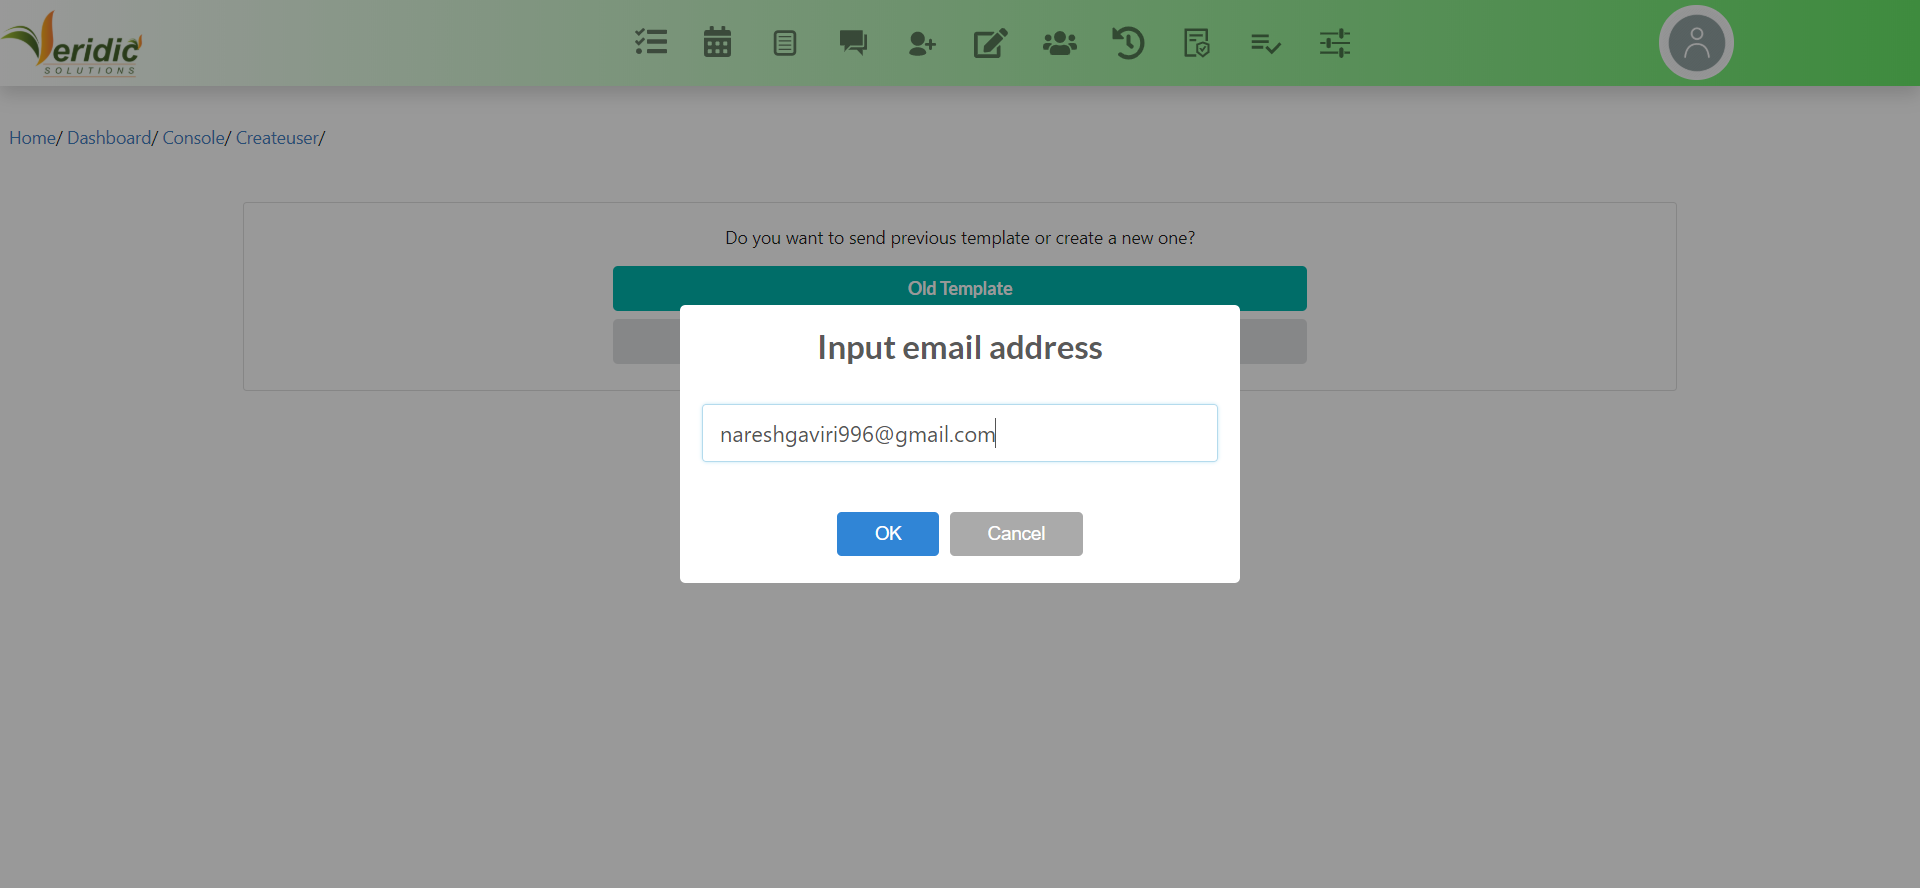 Veridic
SOLUTIONS
Home/ Dashboard/ Console/ Createuser/
Do you want to send previous template or create a new one?
Old Template
Input email address
nareshgaviri996@gmail.com
OK
Cancel